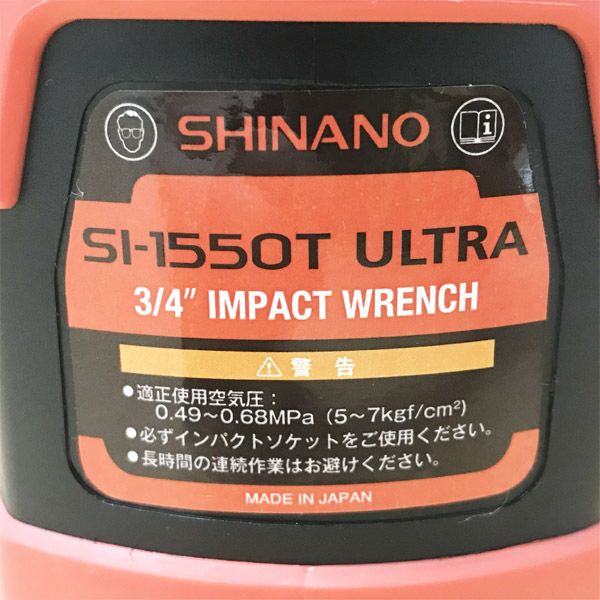 SHINANO
SI-1550T ULTRA
3/4" IMPACT WRENCH
⚠警告
●適正使用空気圧：
0.49～0.68MPa（5～7kgf/cm²)
●必ずインパクトソケットをご使用ください。
●長時間の連続作業はお避けください。
MADE IN JAPAN